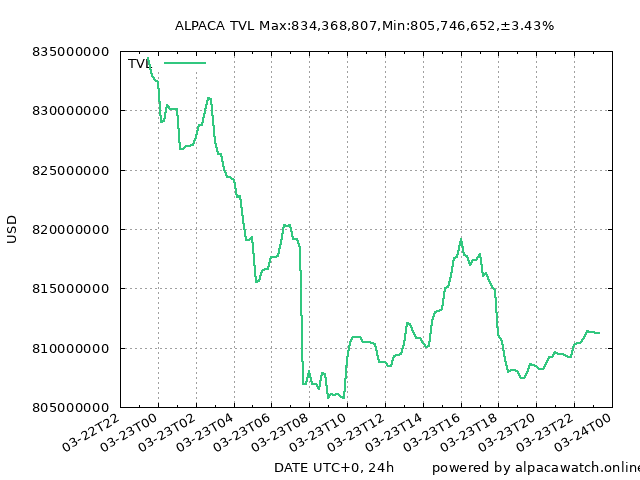 ALPACA TVL Max:834,368,807,Min:805,746,652,±3.43%
835000000
TVL
830000000
825000000
820000000
USD
815000000
810000000
805000000
03-22T22
03-23T00
03-23T02
03-23T04
03-23T06
03-23T08
03-23T10
03-23T12
03-23T14
03-23T16
03-23T18
03-23T20
03-23T22
03-24T00
DATE UTC+0, 24h
powered by alpacawatch.online